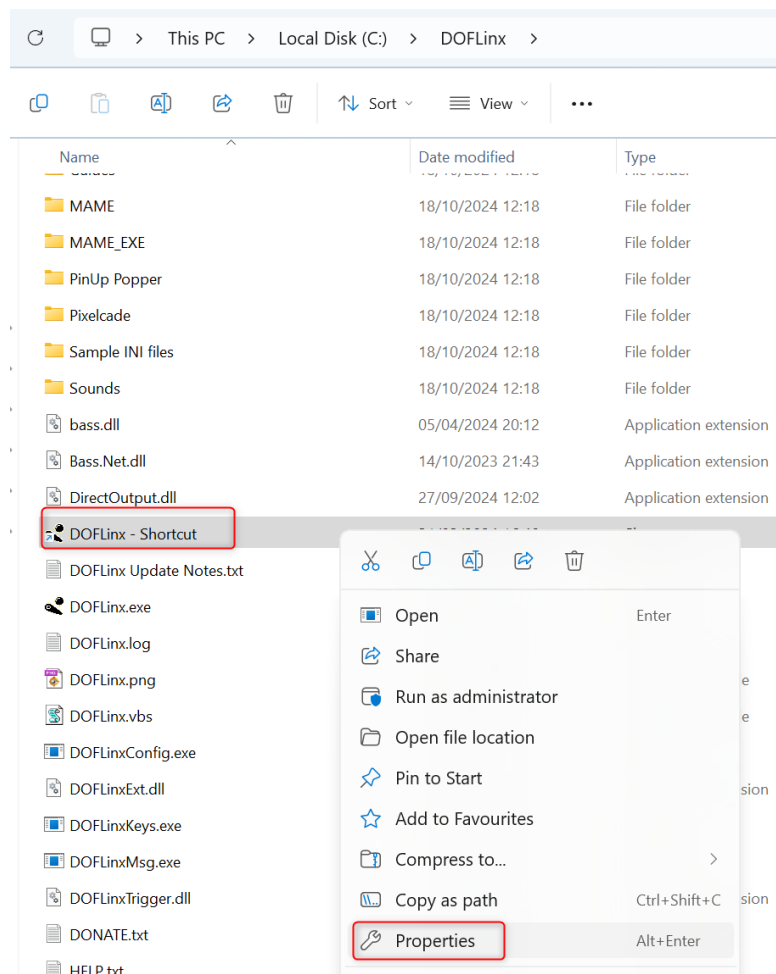 This PC > Local Disk (C:) > DOFLinx >
Sort View
Name Date modified Type
MAME 18/10/2024 12:18 File folder
MAME_EXE 18/10/2024 12:18 File folder
PinUp Popper 18/10/2024 12:18 File folder
Pixelcade 18/10/2024 12:18 File folder
Sample INI files 18/10/2024 12:18 File folder
Sounds 18/10/2024 12:18 File folder
bass.dll 05/04/2024 20:12 Application extension
Bass.Net.dll 14/10/2023 21:43 Application extension
DirectOutput.dll 27/09/2024 12:02 Application extension
DOFLinx - Shortcut
DOFLinx Update Notes.txt
DOFLinx.exe
DOFLinx.log
DOFLinx.png
DOFLinx.vbs
DOFLinxConfig.exe
DOFLinxExt.dll
DOFLinxKeys.exe
DOFLinxMsg.exe
DOFLinxTrigger.dll
DONATE.txt
HELP.txt
Open Enter
Share
Run as administrator
Open file location
Pin to Start
Add to Favourites
Compress to...
Copy as path Ctrl+Shift+C
Properties Alt+Enter